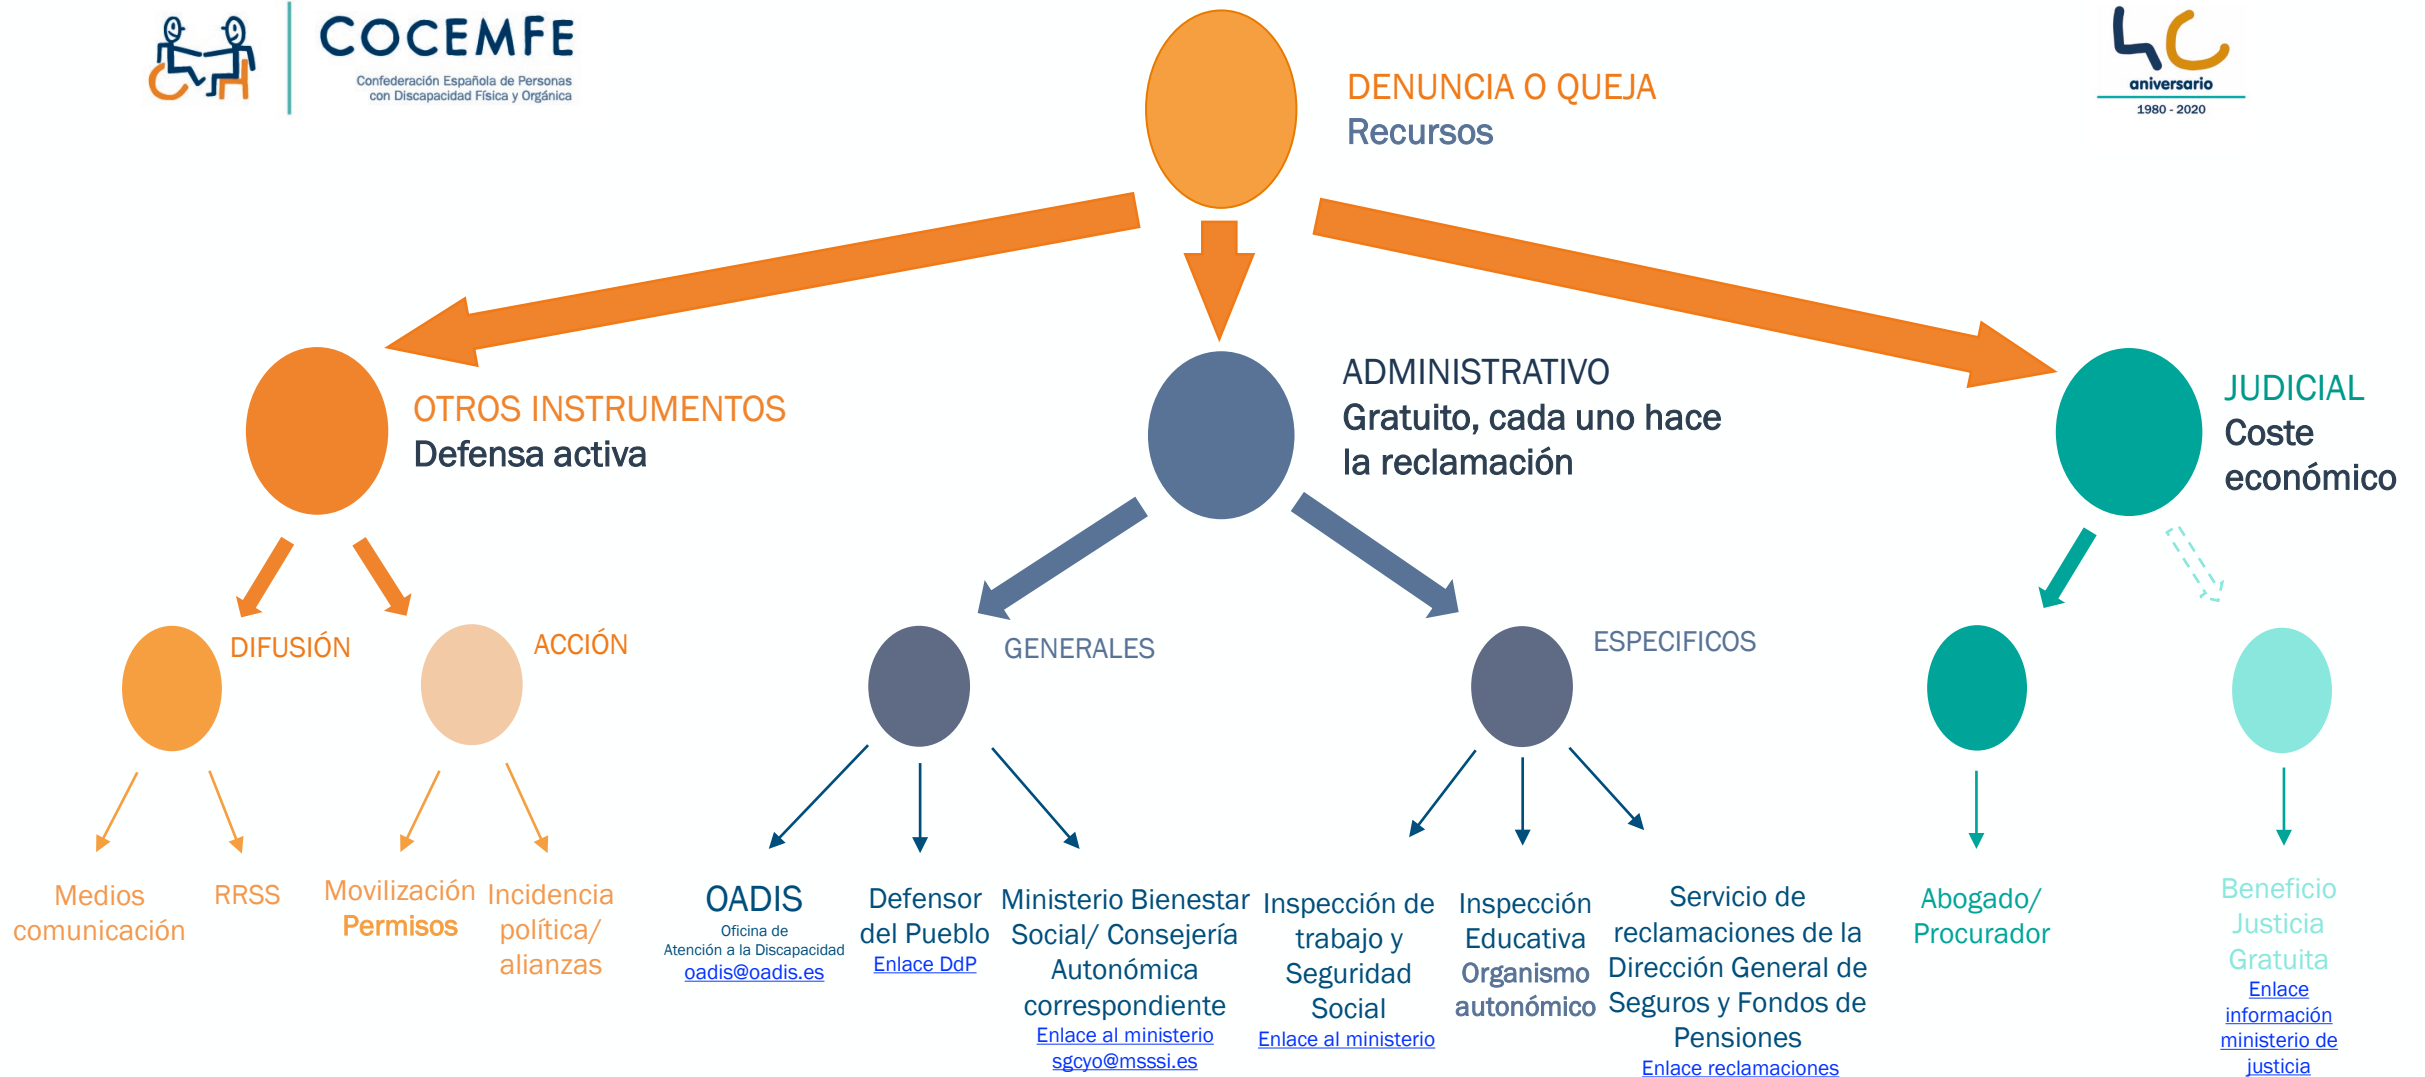 COCEMFE
Confederación Española de Personas
con Discapacidad Física y Orgánica
DENUNCIA O QUEJA
Recursos
aniversario
1980 - 2020
OTROS INSTRUMENTOS
Defensa activa
ADMINISTRATIVO
Gratuito, cada uno hace
la reclamación
JUDICIAL
Coste
económico
DIFUSIÓN
ACCIÓN
GENERALES
ESPECIFICOS
Medios
comunicación
RRSS
Movilización
Permisos
Incidencia
política/
alianzas
OADIS
Oficina de
Atención a la Discapacidad
oadis@oadis.es
Defensor
del Pueblo
Enlace DdP
Ministerio Bienestar
Social/ Consejería
Autonómica
correspondiente
Enlace al ministerio
sgcyo@msssi.es
Inspección de
trabajo y
Seguridad
Social
Enlace al ministerio
Inspección
Educativa
Organismo
autonómico
Servicio de
reclamaciones de la
Dirección General de
Seguros y Fondos de
Pensiones
Enlace reclamaciones
Abogado/
Procurador
Beneficio
Justicia
Gratuita
Enlace
información
ministerio de
justicia